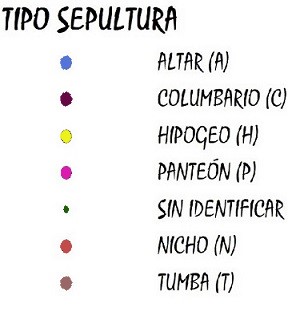 TIPO SEPULTURA
ALTAR (A)
COLUMBARIO (C)
HIPOGEO (H)
PANTEÓN (P)
SIN IDENTIFICAR
NICHO (N)
TUMBA (T)